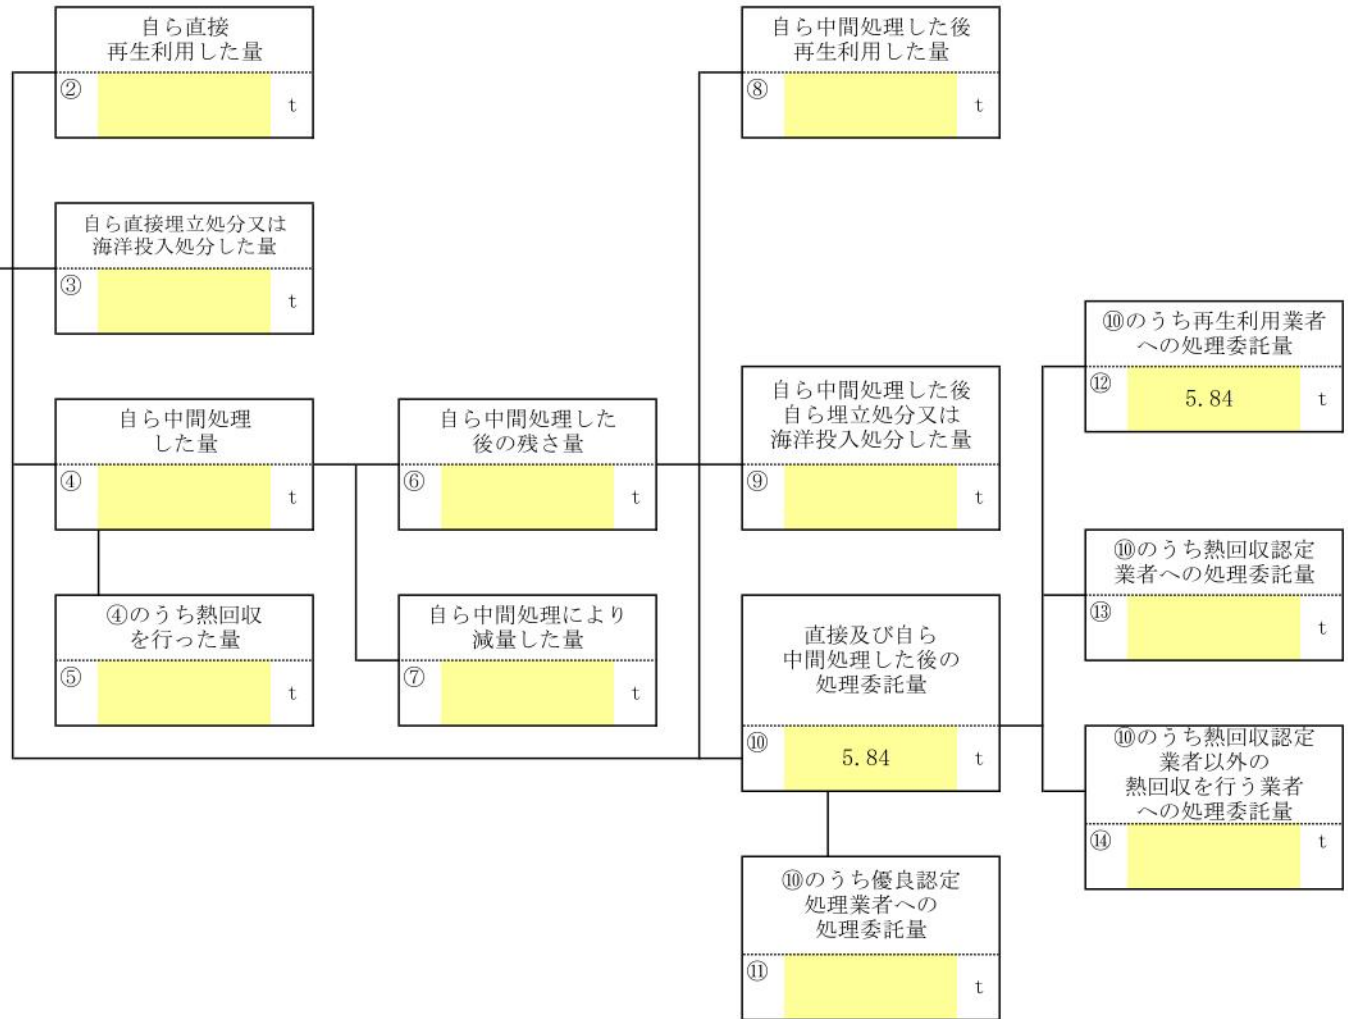 自ら直接
再生利用した量
②
t
自ら中間処理した後
再生利用した量
⑧
t
自ら直接埋立処分又は
海洋投入処分した量
③
t
⑩のうち再生利用業者
への処理委託量
⑫
5.84
t
自ら中間処理
した量
④
t
自ら中間処理した
後の残さ量
⑥
t
自ら中間処理した後
自ら埋立処分又は
海洋投入処分した量
⑨
t
⑩のうち熱回収認定
業者への処理委託量
⑬
t
④のうち熱回収
を行った量
⑤
t
自ら中間処理により
減量した量
⑦
t
直接及び自ら
中間処理した後の
処理委託量
⑩
5.84
t
⑩のうち熱回収認定
業者以外の
熱回収を行う業者
への処理委託量
⑭
t
⑩のうち優良認定
処理業者への
処理委託量
⑪
t